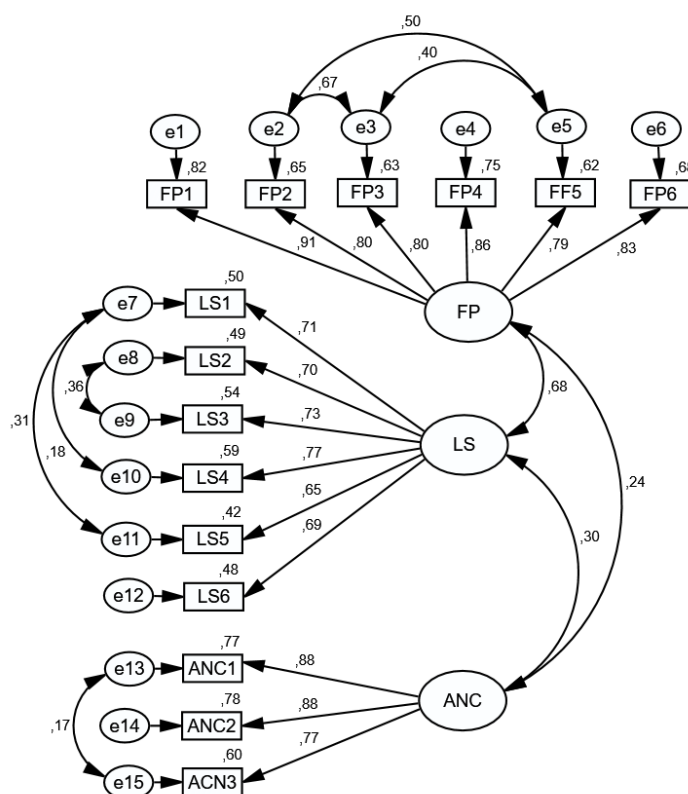 ,50
,40
,67
e1 e2 e3 e4 e5 e6
,82 ,65 ,63 ,75 ,62 ,68
FP1 FP2 FP3 FP4 FF5 FP6
,91 ,80 ,80 ,86 ,79 ,83
FP
,50
e7 LS1
,71
,49
e8 LS2
,70
,36
,54
e9 LS3
,73
,68
LS
,31
,18
,59
e10 LS4
,77
,24
,42
e11 LS5
,65
,30
,48
e12 LS6
,69
,77
e13 ANC1
,88
ANC
,78
e14 ANC2
,88
,17
,60
e15 ACN3
,77